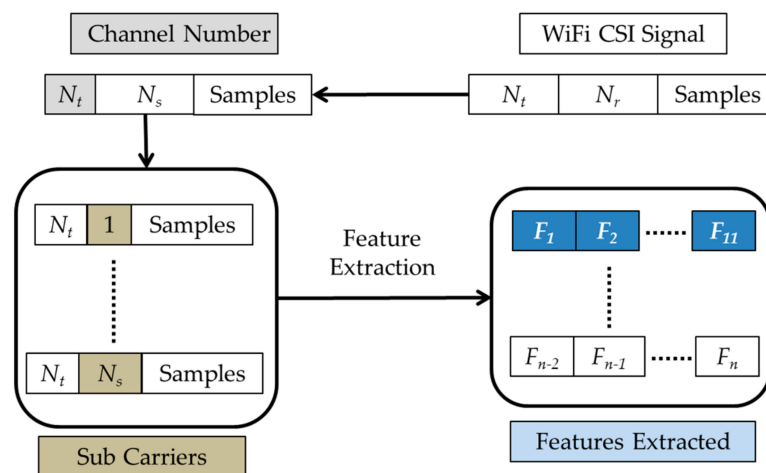 Channel Number
WiFi CSI Signal
N_t N_s Samples
N_t N_r Samples
N_t 1 Samples
N_t N_s Samples
Sub Carriers
Feature
Extraction
F_1 F_2 ...... F_11
F_n-2 F_n-1 ...... F_n
Features Extracted